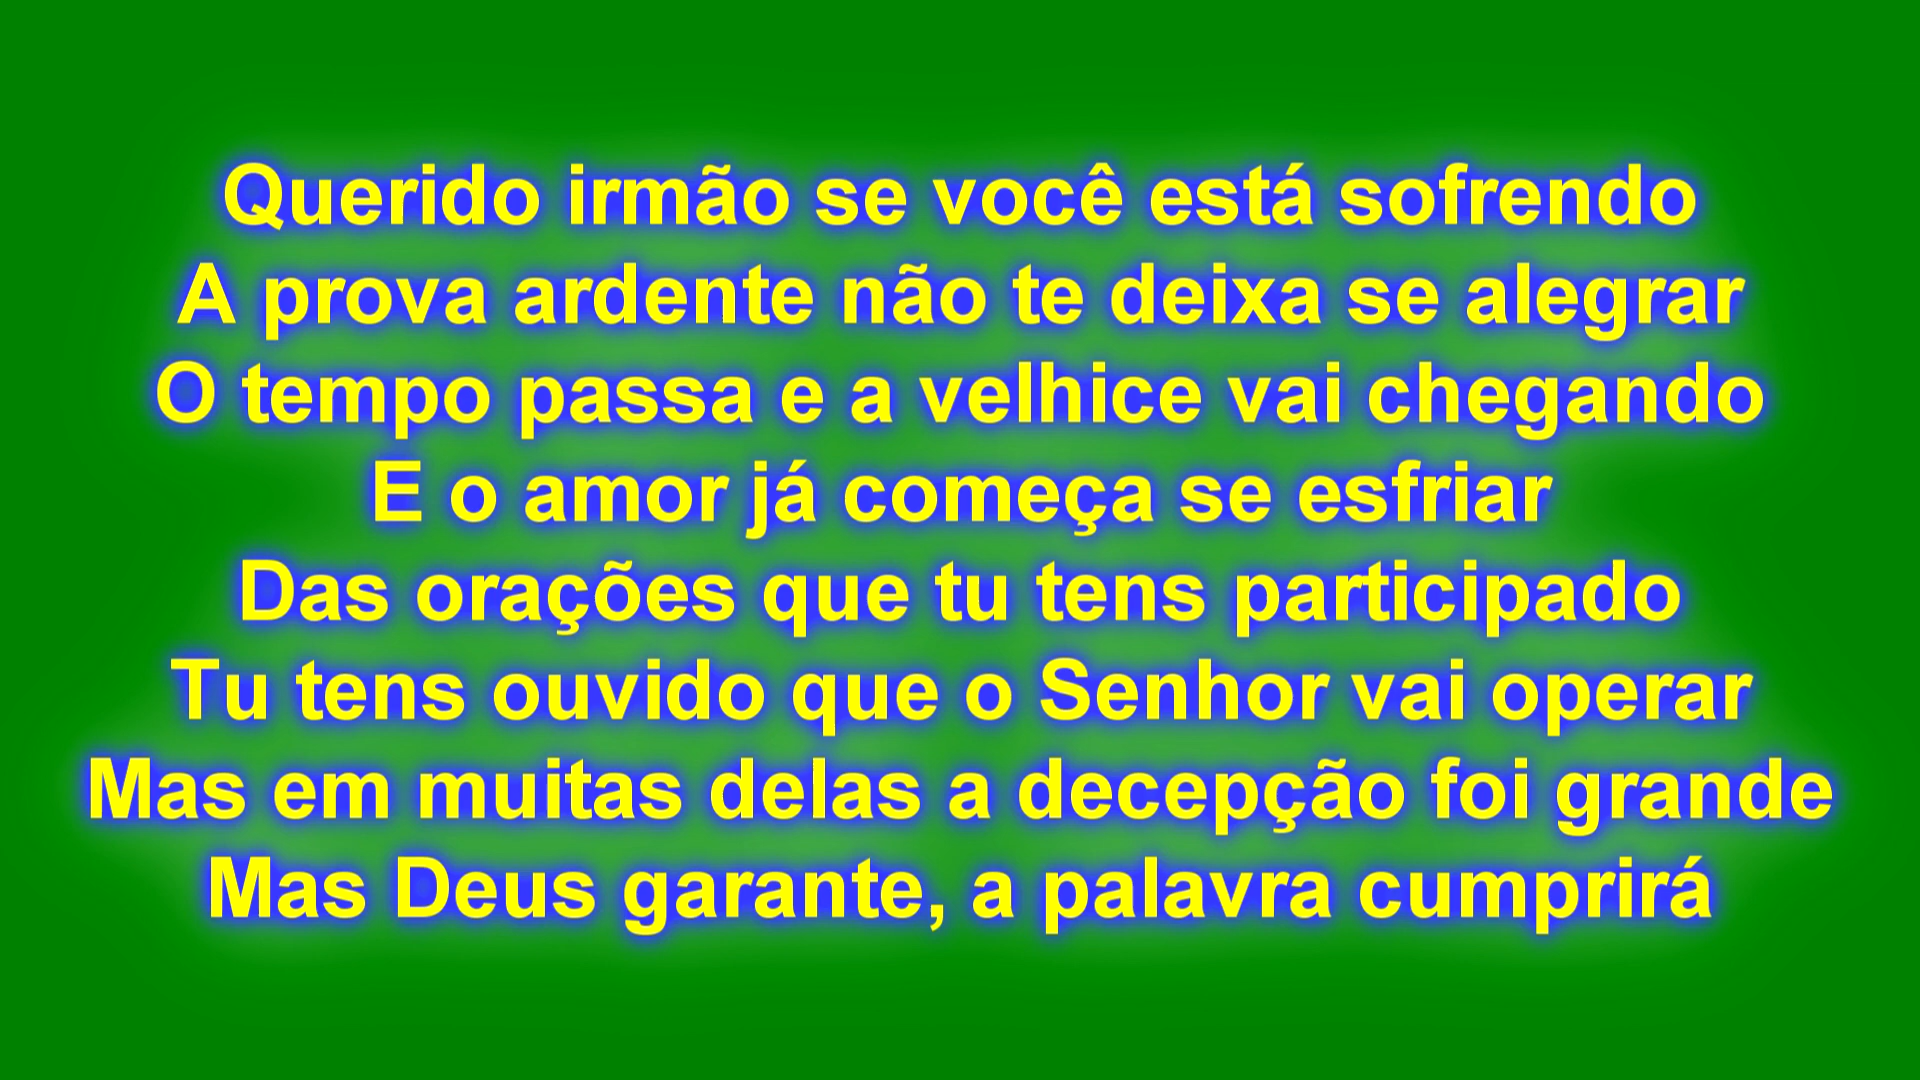 Querido irmão se você está sofrendo
A prova ardente não te deixa se alegrar
O tempo passa e a velhice vai chegando
E o amor já começa se esfriar
Das orações que tu tens participado
Tu tens ouvido que o Senhor vai operar
Mas em muitas delas a decepção foi grande
Mas Deus garante, a palavra cumprirá